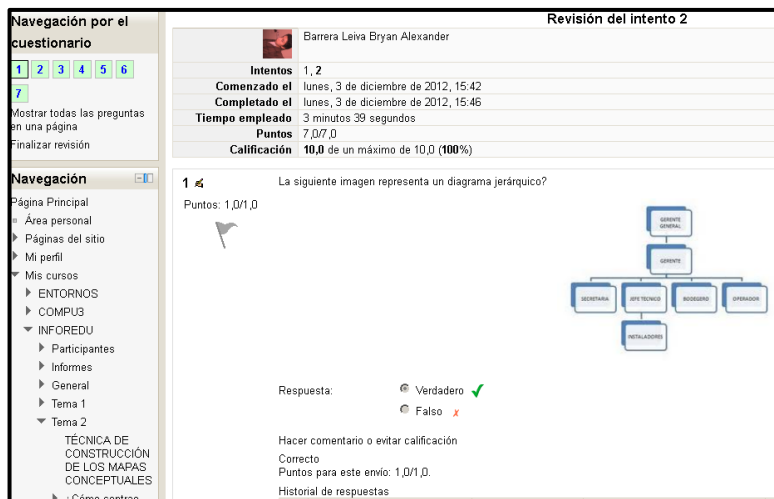 Navegación por el
cuestionario
1 2 3 4 5 6
7
Mostrar todas las preguntas
en una página
Finalizar revisión
Navegación
Página Principal
Área personal
Páginas del sitio
Mi perfil
Mis cursos
ENTORNOS
COMPU3
INFOREDU
Participantes
Informes
General
Tema 1
Tema 2
TÉCNICA DE
CONSTRUCCIÓN
DE LOS MAPAS
CONCEPTUALES
¿Cómo contrae
Revisión del intento 2
Barrera Leiva Bryan Alexander
Intentos 1, 2
Comenzado el lunes, 3 de diciembre de 2012, 15:42
Completado el lunes, 3 de diciembre de 2012, 15:46
Tiempo empleado 3 minutos 39 segundos
Puntos 7,0/7,0
Calificación 10,0 de un máximo de 10,0 (100%)
1
Puntos: 1,0/1,0
La siguiente imagen representa un diagrama jerárquico?
GERENTE
GENERAL
GERENTE
SECRETARIA JEFE TECNICO BODEGERO OPERADOR
INSTALADORES
Respuesta:
Verdadero
Falso
Hacer comentario o evitar calificación
Correcto
Puntos para este envío: 1,0/1,0.
Historial de respuestas